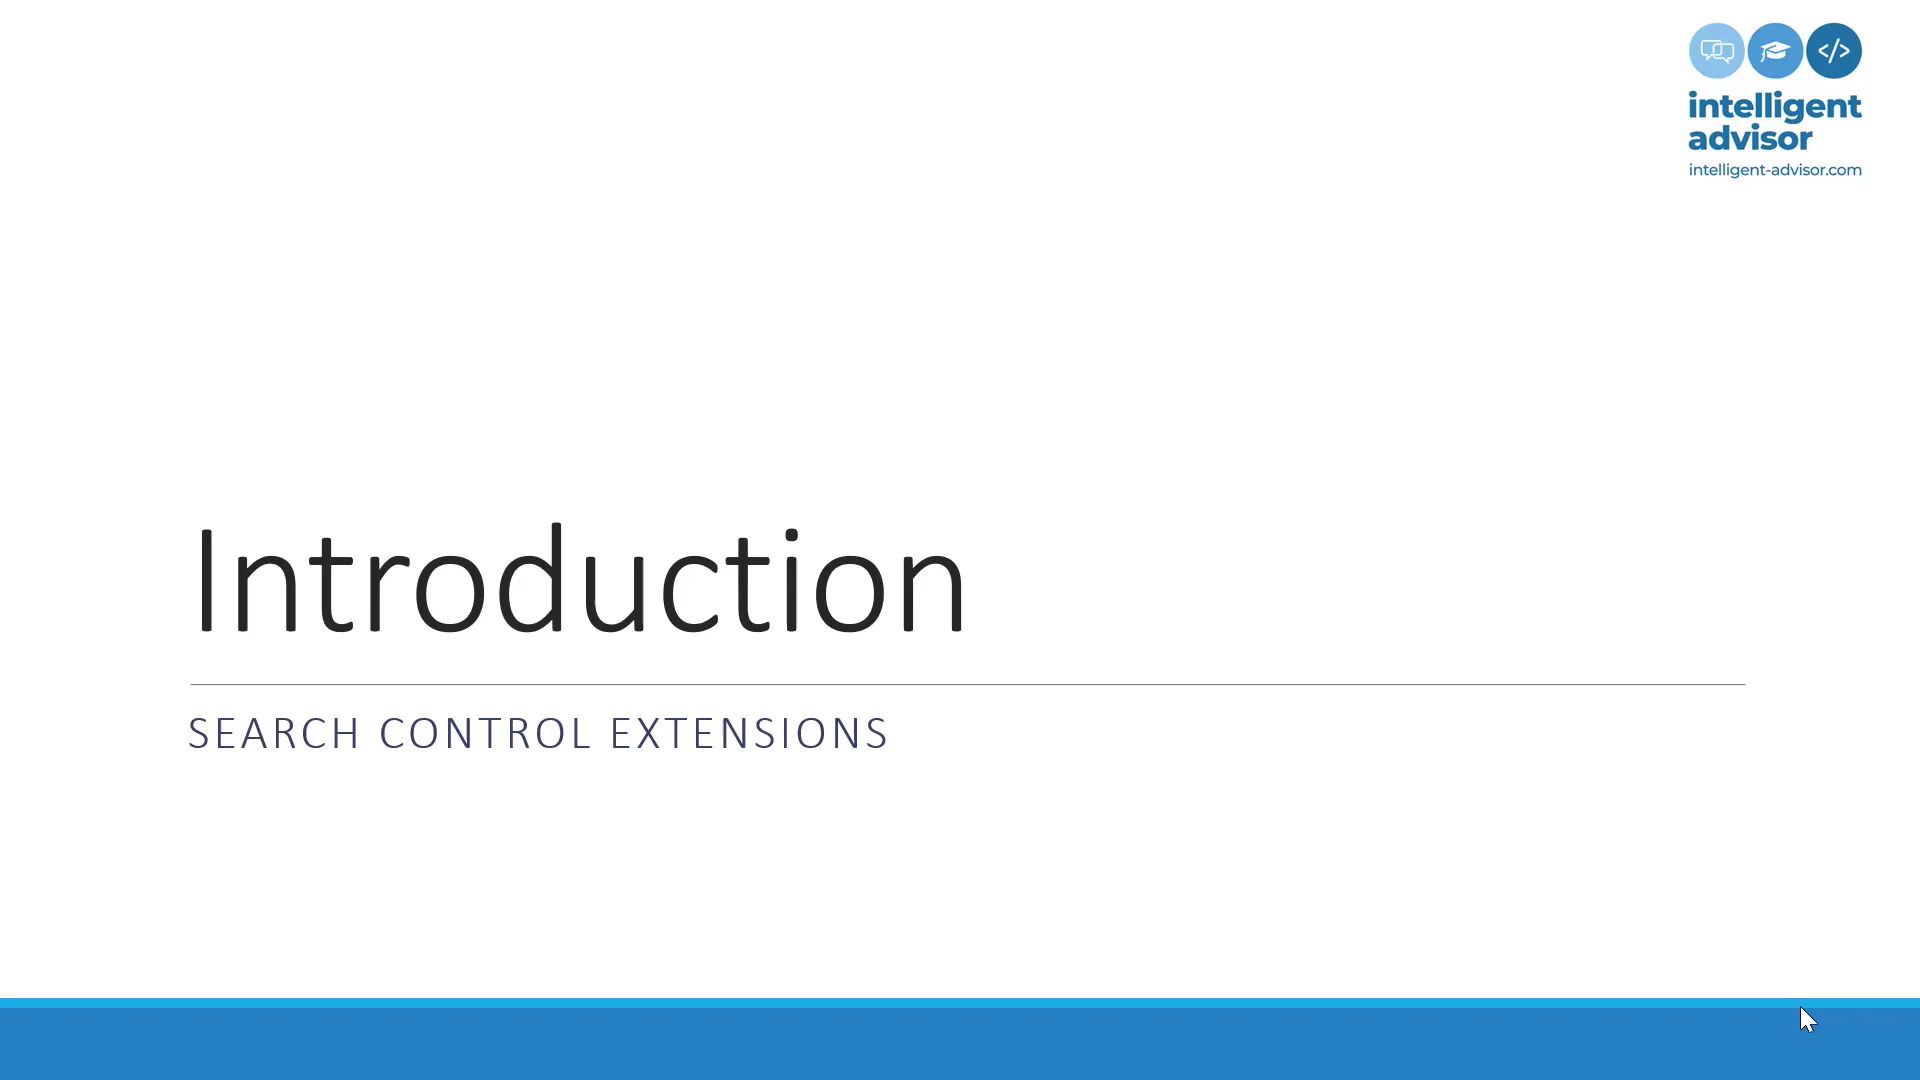 </>
intelligent
advisor
intelligent-advisor.com
Introduction
SEARCH CONTROL EXTENSIONS